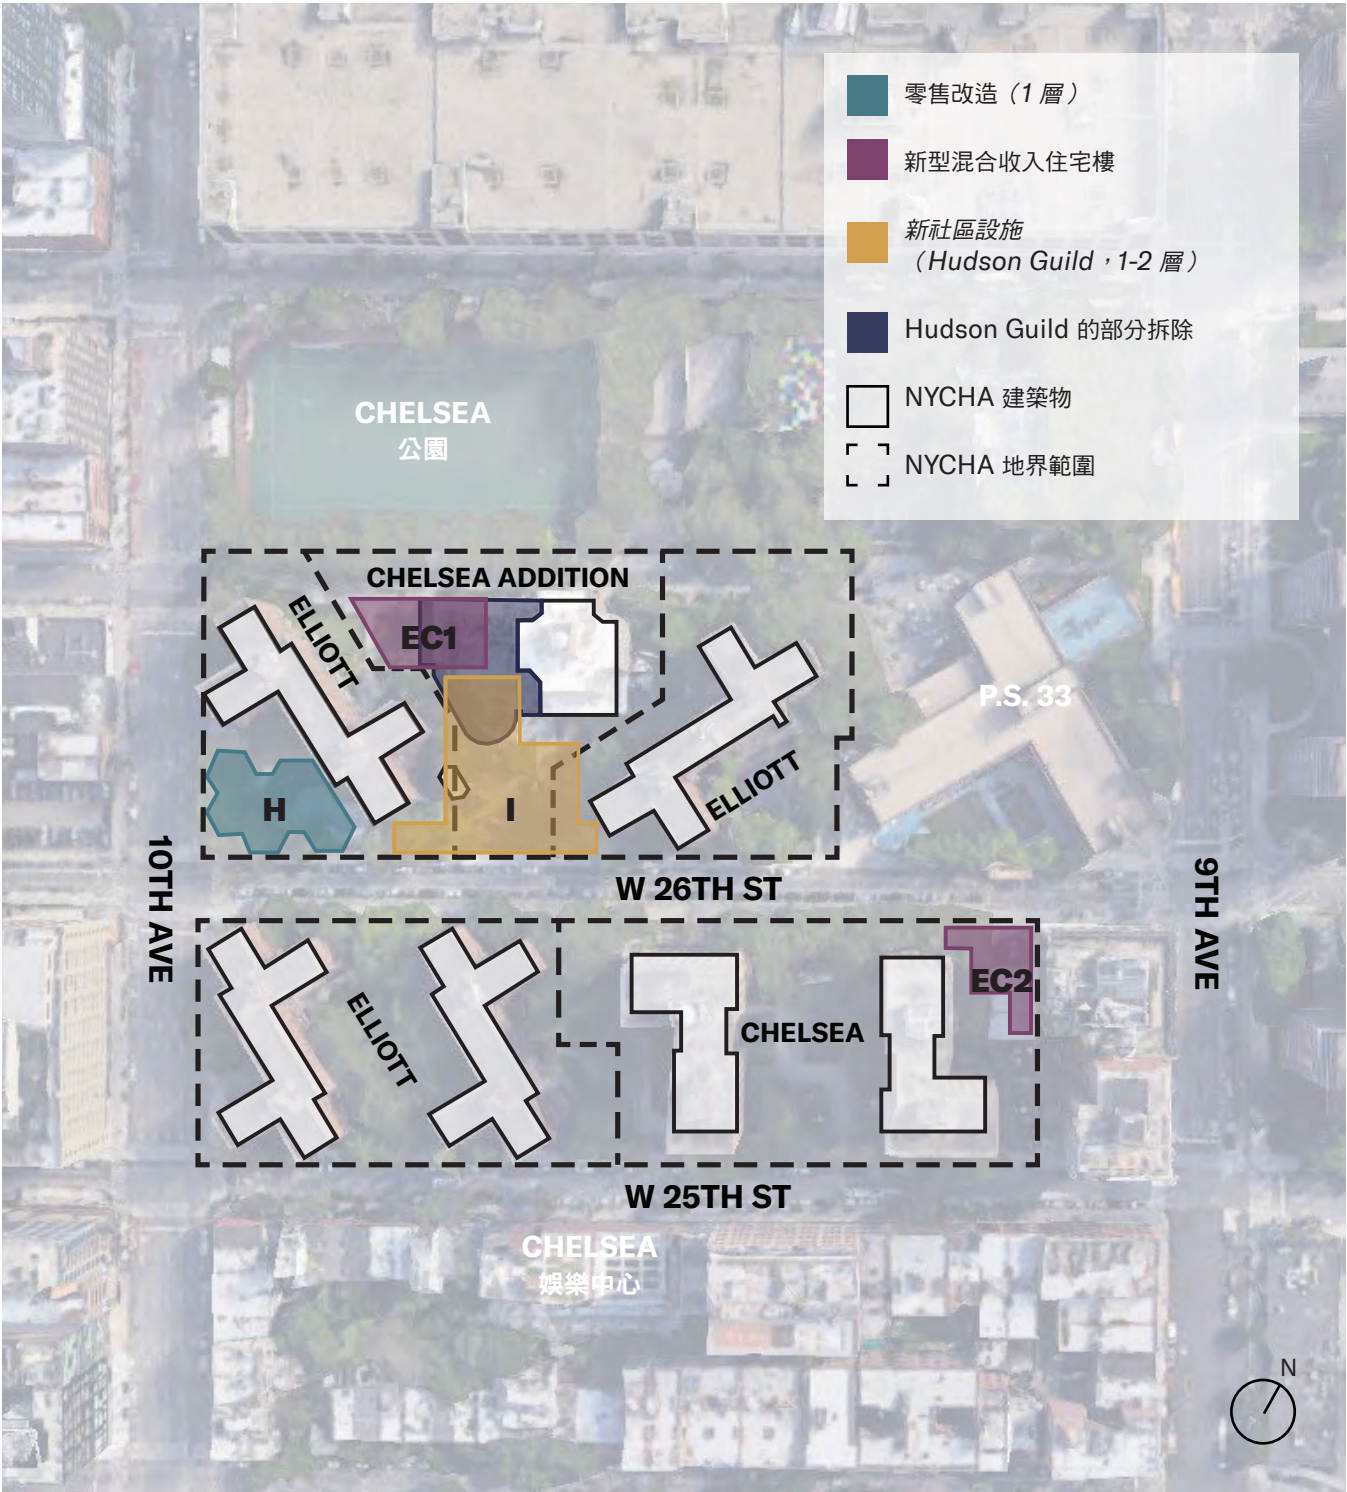 零售改造（1 層）
新型混合收入住宅樓
新社區設施
（Hudson Guild，1-2 層）
Hudson Guild 的部分拆除
NYCHA 建築物
NYCHA 地界範圍
CHELSEA
公園
CHELSEA ADDITION
ELLIOTT
EC1
P.S. 33
H
I
ELLIOTT
10TH AVE
W 26TH ST
9TH AVE
EC2
ELLIOTT
CHELSEA
W 25TH ST
CHELSEA
娛樂中心
N